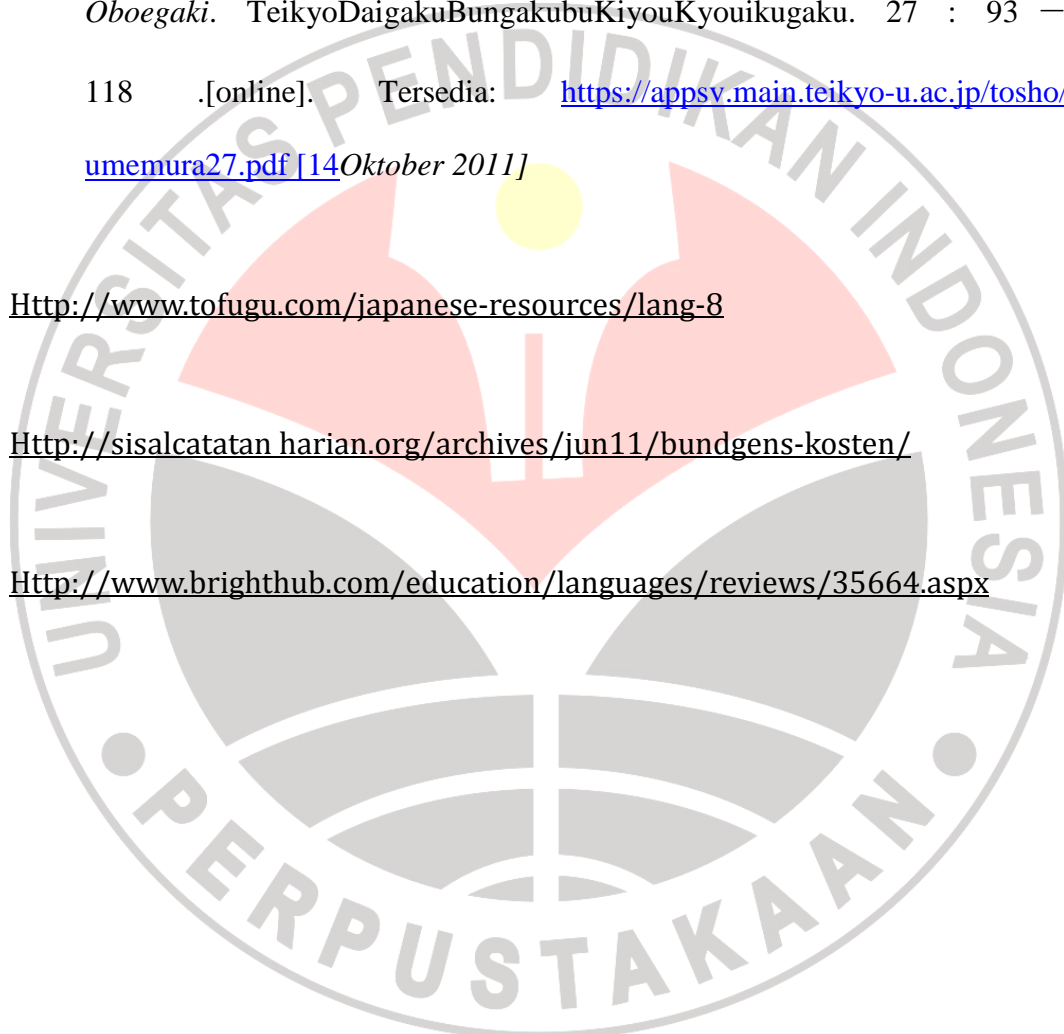 Oboegaki. TeikyoDaigakuBungakubuKiyouKyouikugaku. 27 : 93 –
118 .[online]. Tersedia: https://appsv.main.teikyo-u.ac.jp/tosho/
umemura27.pdf [14Oktober 2011]
Http://www.tofugu.com/japanese-resources/lang-8
Http://sisalcatatan harian.org/archives/jun11/bundgens-kosten/
Http://www.brighthub.com/education/languages/reviews/35664.aspx
UNIVERSITAS PENDIDIKAN INDONESIA
PERPUSTAKAAN